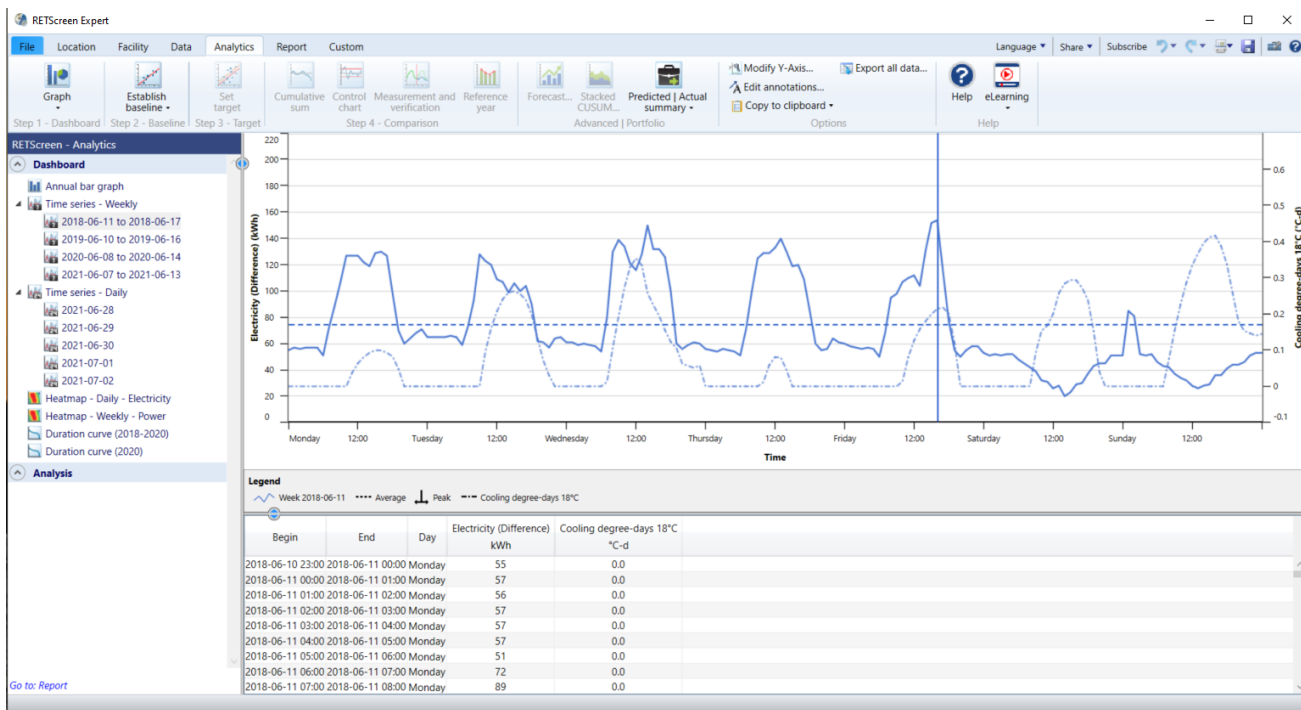 RETScreen Expert
File Location Facility Data Analytics Report Custom Language Share Subscribe
Graph Establish baseline Set target Cumulative sum Control chart Measurement and verification Reference year Forecast... Stacked CUSUM... Predicted | Actual summary Modify Y-Axis... Edit annotations... Copy to clipboard Export all data... Help eLearning
Step 1 - Dashboard Step 2 - Baseline Step 3 - Target Step 4 - Comparison Advanced | Portfolio Options Help
RETScreen - Analytics
Dashboard
Annual bar graph
Time series - Weekly
2018-06-11 to 2018-06-17
2019-06-10 to 2019-06-16
2020-06-08 to 2020-06-14
2021-06-07 to 2021-06-13
Time series - Daily
2021-06-28
2021-06-29
2021-06-30
2021-07-01
2021-07-02
Heatmap - Daily - Electricity
Heatmap - Weekly - Power
Duration curve (2018-2020)
Duration curve (2020)
Analysis
Go to: Report
Electricity (Difference) (kWh)
220
200
180
160
140
120
100
80
60
40
20
0
0.6
0.5
0.4
0.3
0.2
0.1
0
-0.1
Cooling degree-days 18°C (°C-d)
Monday 12:00 Tuesday 12:00 Wednesday 12:00 Thursday 12:00 Friday 12:00 Saturday 12:00 Sunday 12:00
Time
Legend
Week 2018-06-11 Average Peak Cooling degree-days 18°C
Begin End Day Electricity (Difference) Cooling degree-days 18°C
kWh °C-d
2018-06-10 23:00 2018-06-11 00:00 Monday 55 0.0
2018-06-11 00:00 2018-06-11 01:00 Monday 57 0.0
2018-06-11 01:00 2018-06-11 02:00 Monday 56 0.0
2018-06-11 02:00 2018-06-11 03:00 Monday 57 0.0
2018-06-11 03:00 2018-06-11 04:00 Monday 57 0.0
2018-06-11 04:00 2018-06-11 05:00 Monday 57 0.0
2018-06-11 05:00 2018-06-11 06:00 Monday 51 0.0
2018-06-11 06:00 2018-06-11 07:00 Monday 72 0.0
2018-06-11 07:00 2018-06-11 08:00 Monday 89 0.0